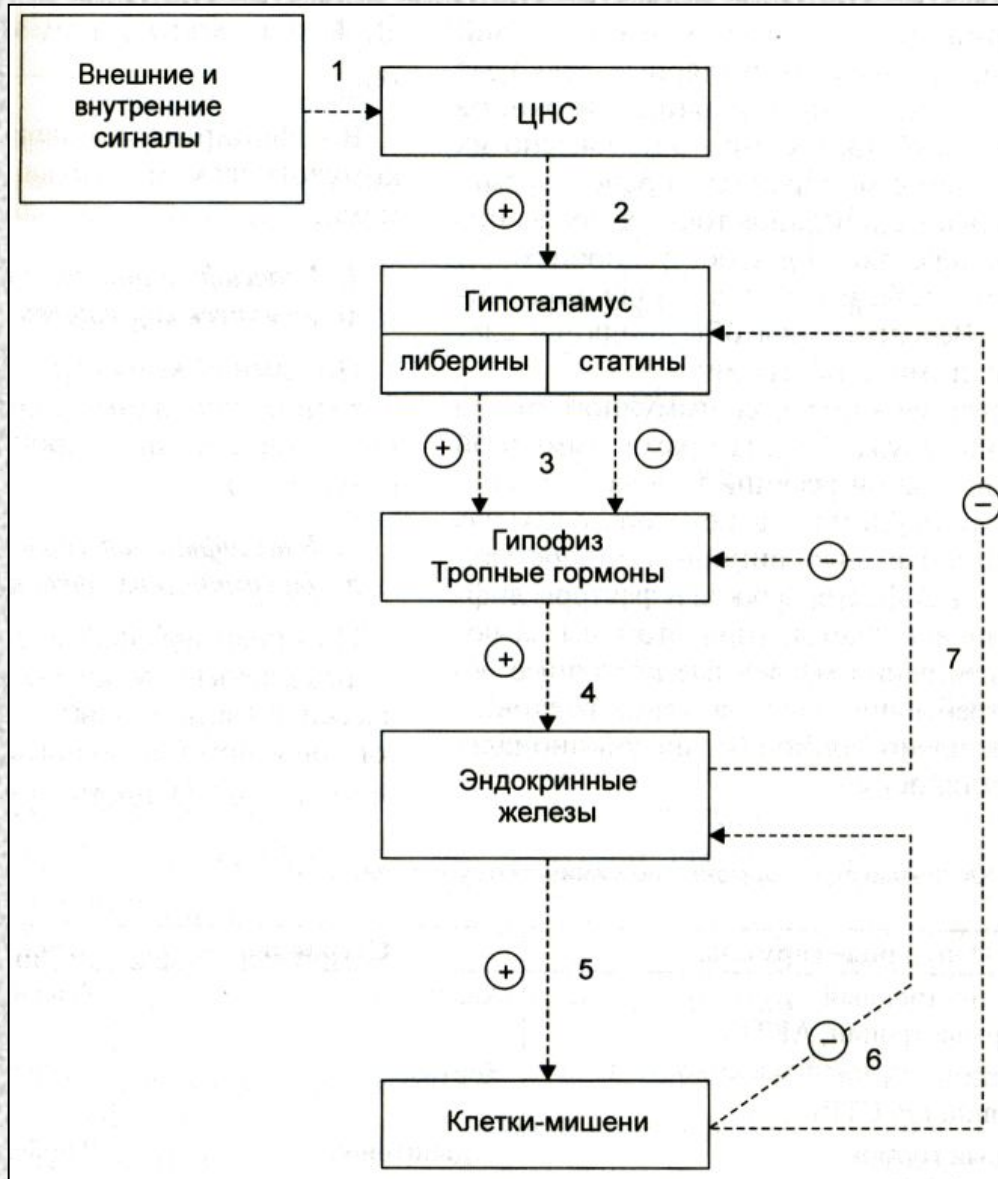 Внешние и
внутренние
сигналы
1
ЦНС
+
2
Гипоталамус
либерины
статины
+
3
−
Гипофиз
Тропные гормоны
−
−
+
4
7
Эндокринные
железы
+
5
−
6
Клетки-мишени